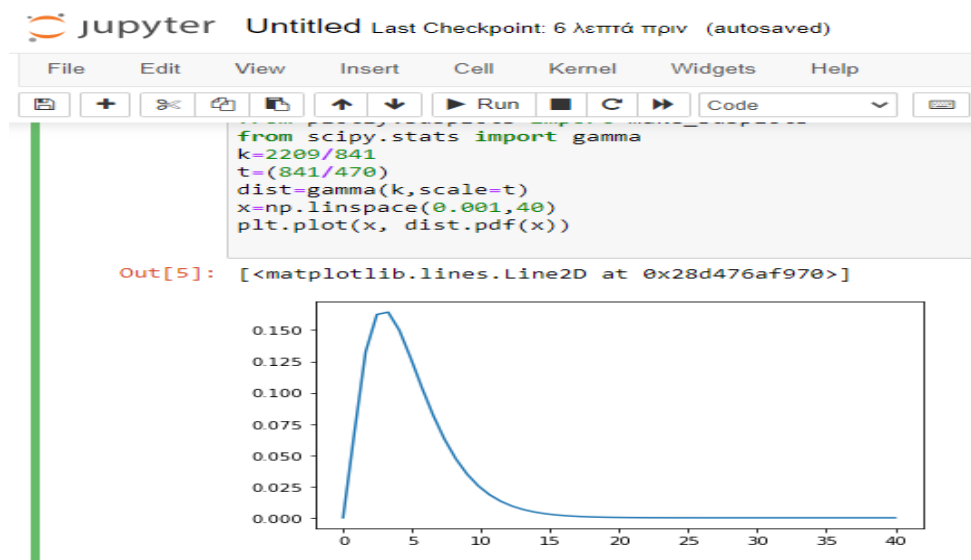 jupyter Untitled Last Checkpoint: 6 λεπτά πριν (autosaved)
File Edit View Insert Cell Kernel Widgets Help
Run Code
from scipy.stats import gamma
k=2209/841
t=(841/470)
dist=gamma(k,scale=t)
x=np.linspace(0.001,40)
plt.plot(x, dist.pdf(x))
Out[5]: [<matplotlib.lines.Line2D at 0x28d476af970>]
0.150
0.125
0.100
0.075
0.050
0.025
0.000
0 5 10 15 20 25 30 35 40